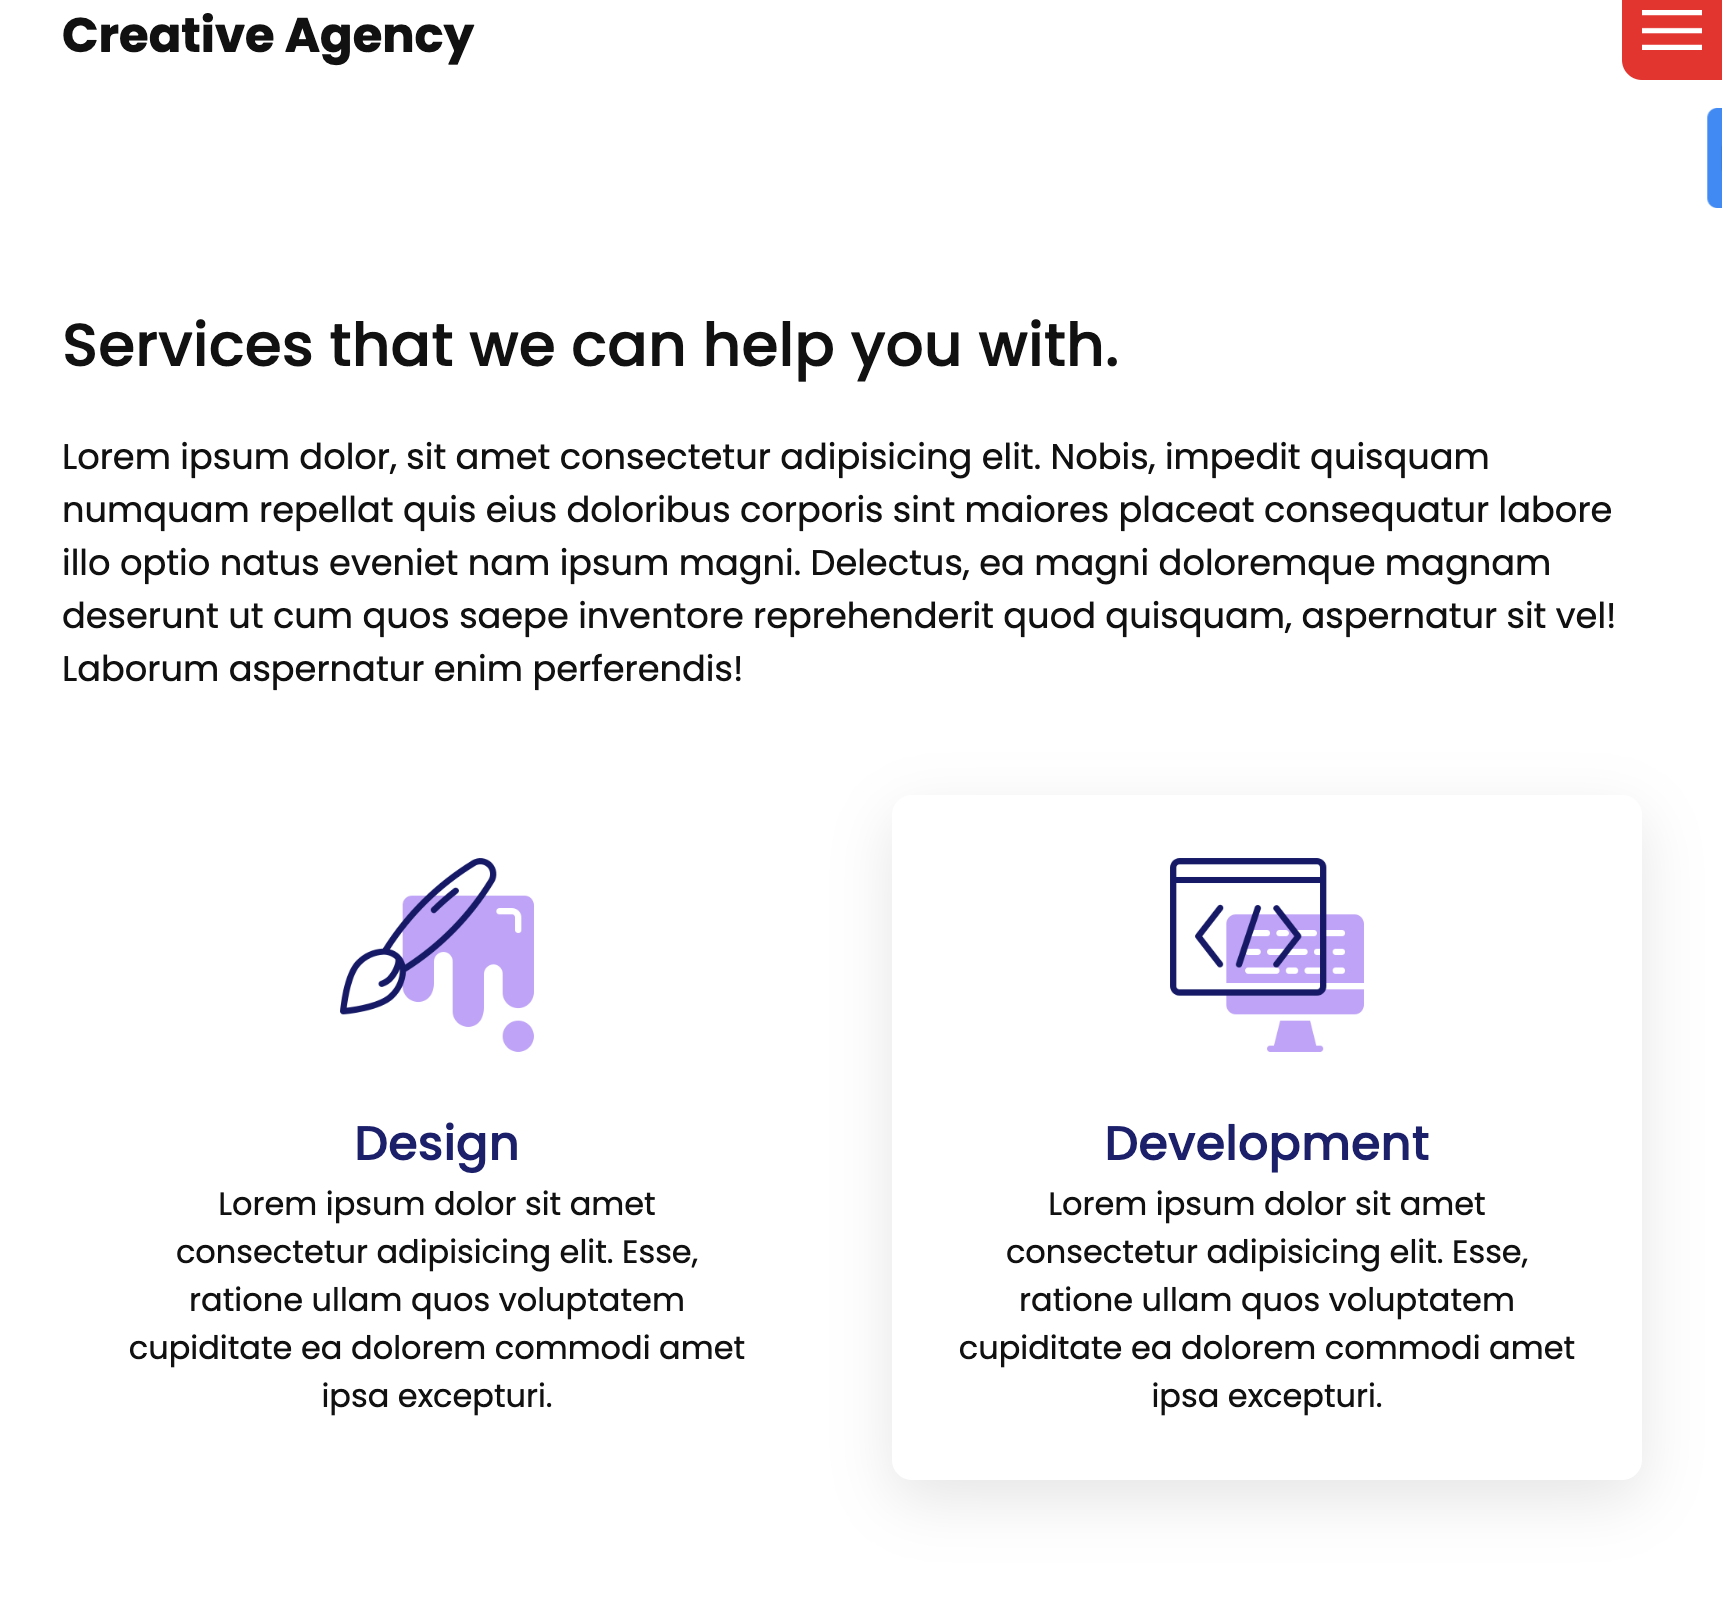 Creative Agency
Services that we can help you with.
Lorem ipsum dolor, sit amet consectetur adipisicing elit. Nobis, impedit quisquam
numquam repellat quis eius doloribus corporis sint maiores placeat consequatur labore
illo optio natus eveniet nam ipsum magni. Delectus, ea magni doloremque magnam
deserunt ut cum quos saepe inventore reprehenderit quod quisquam, aspernatur sit vel!
Laborum aspernatur enim perferendis!
Design
Lorem ipsum dolor sit amet
consectetur adipisicing elit. Esse,
ratione ullam quos voluptatem
cupiditate ea dolorem commodi amet
ipsa excepturi.
Development
Lorem ipsum dolor sit amet
consectetur adipisicing elit. Esse,
ratione ullam quos voluptatem
cupiditate ea dolorem commodi amet
ipsa excepturi.